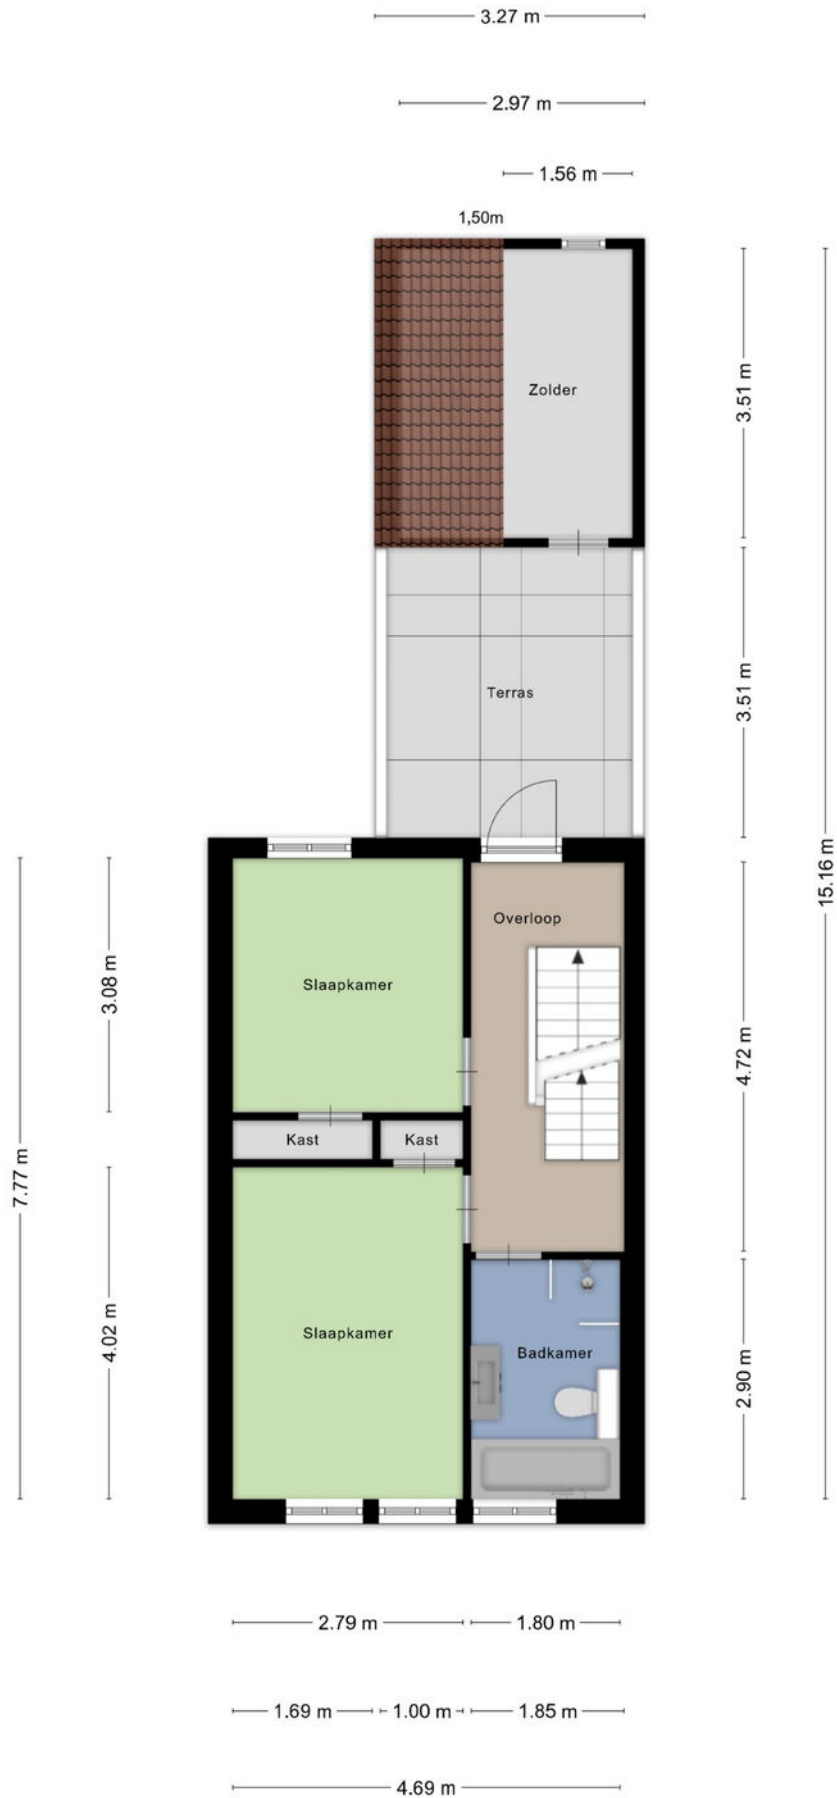 3.27 m
2.97 m
1.56 m
1,50m
Zolder
3.51 m
Terras
3.51 m
15.16 m
Overloop
Slaapkamer
3.08 m
4.72 m
Kast
Kast
7.77 m
Slaapkamer
4.02 m
Badkamer
2.90 m
2.79 m
1.80 m
1.69 m
1.00 m
1.85 m
4.69 m